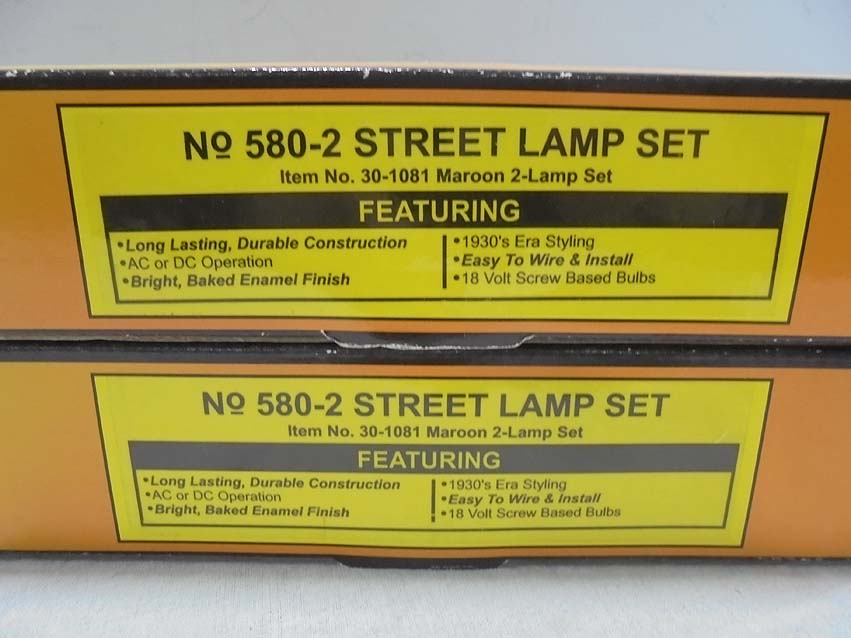 Nº 580-2 STREET LAMP SET
Item No. 30-1081 Maroon 2-Lamp Set
FEATURING
•Long Lasting, Durable Construction
•AC or DC Operation
•Bright, Baked Enamel Finish
•1930's Era Styling
•Easy To Wire & Install
•18 Volt Screw Based Bulbs
Nº 580-2 STREET LAMP SET
Item No. 30-1081 Maroon 2-Lamp Set
FEATURING
•Long Lasting, Durable Construction
•AC or DC Operation
•Bright, Baked Enamel Finish
•1930's Era Styling
•Easy To Wire & Install
•18 Volt Screw Based Bulbs